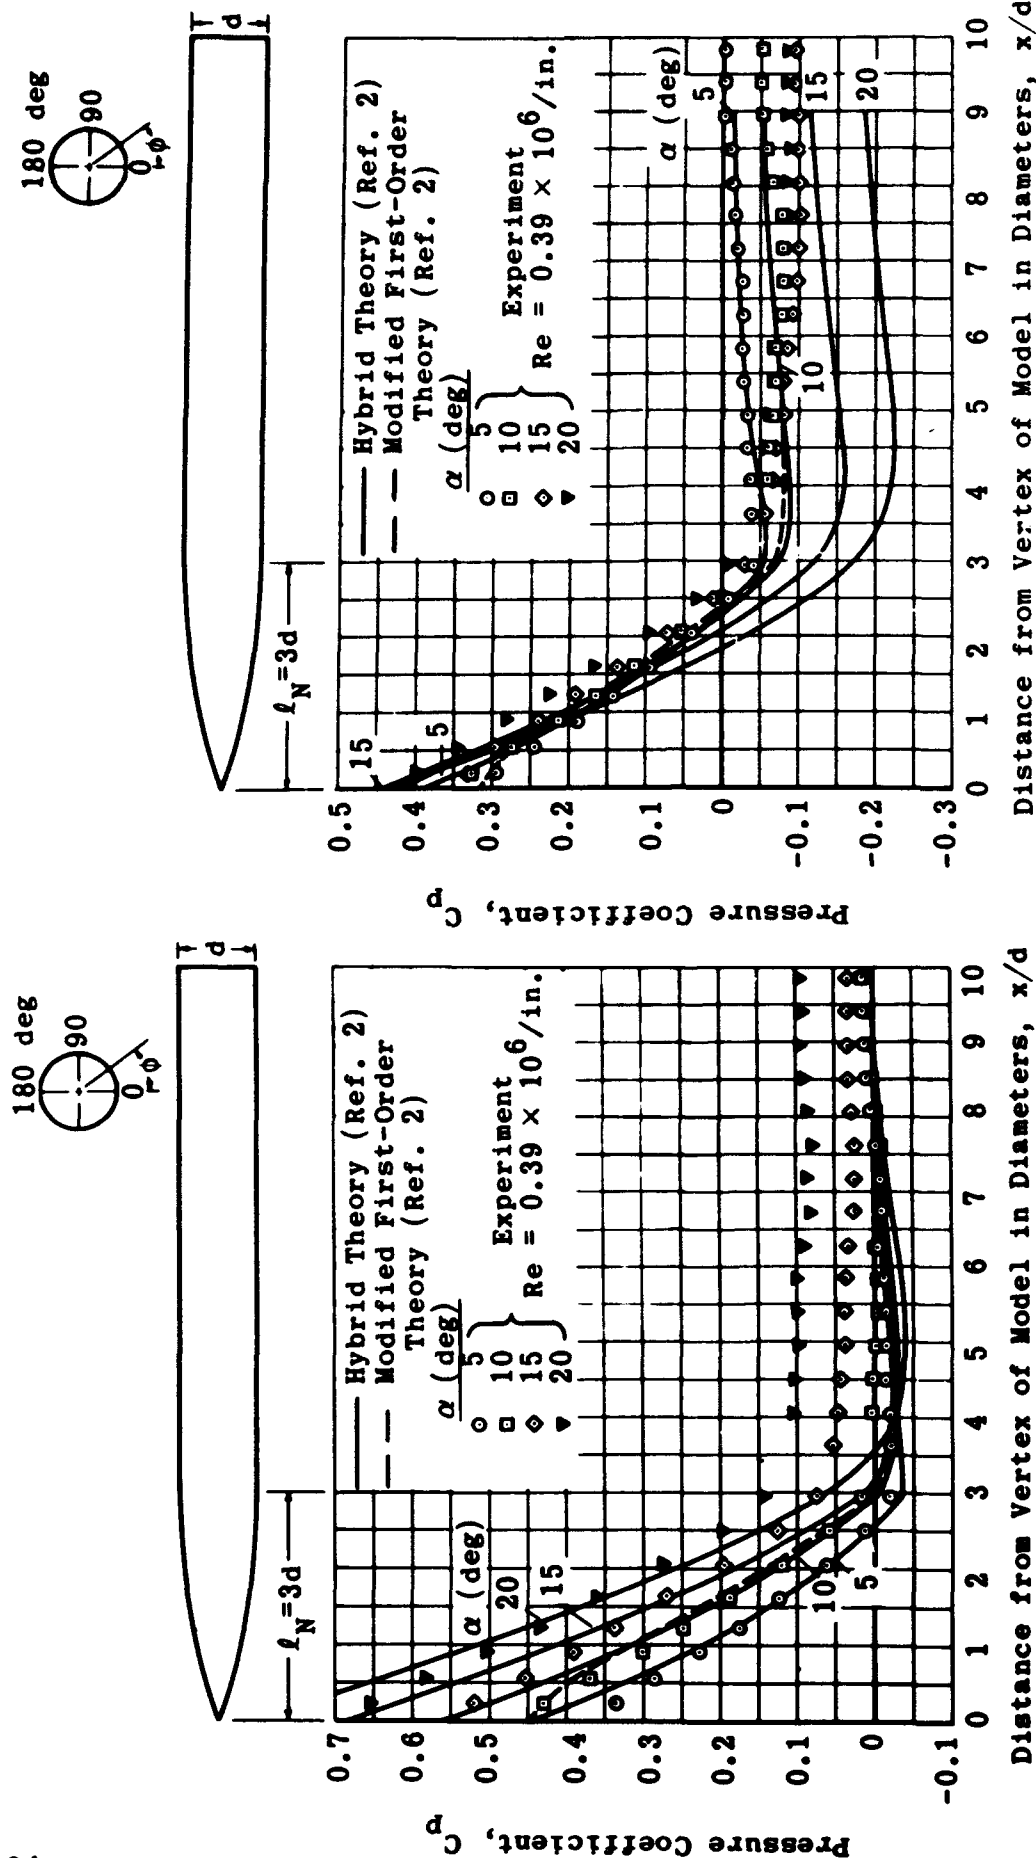 180 deg
90
0
ϕ
d
ℓN=3d
Hybrid Theory (Ref. 2)
Modified First-Order
Theory (Ref. 2)
α (deg)
5
10
15
20
Experiment
Re = 0.39 × 10⁶/in.
α (deg)
20
15
10
5
0.7
0.6
0.5
0.4
0.3
0.2
0.1
0
-0.1
Pressure Coefficient, Cp
0 1 2 3 4 5 6 7 8 9 10
Distance from Vertex of Model in Diameters, x/d
180 deg
90
0
ϕ
d
ℓN=3d
Hybrid Theory (Ref. 2)
Modified First-Order
Theory (Ref. 2)
α (deg)
5
10
15
20
Experiment
Re = 0.39 × 10⁶/in.
15
5
α (deg)
5
10
15
20
0.5
0.4
0.3
0.2
0.1
0
-0.1
-0.2
-0.3
Pressure Coefficient, Cp
0 1 2 3 4 5 6 7 8 9 10
Distance from Vertex of Model in Diameters, x/d